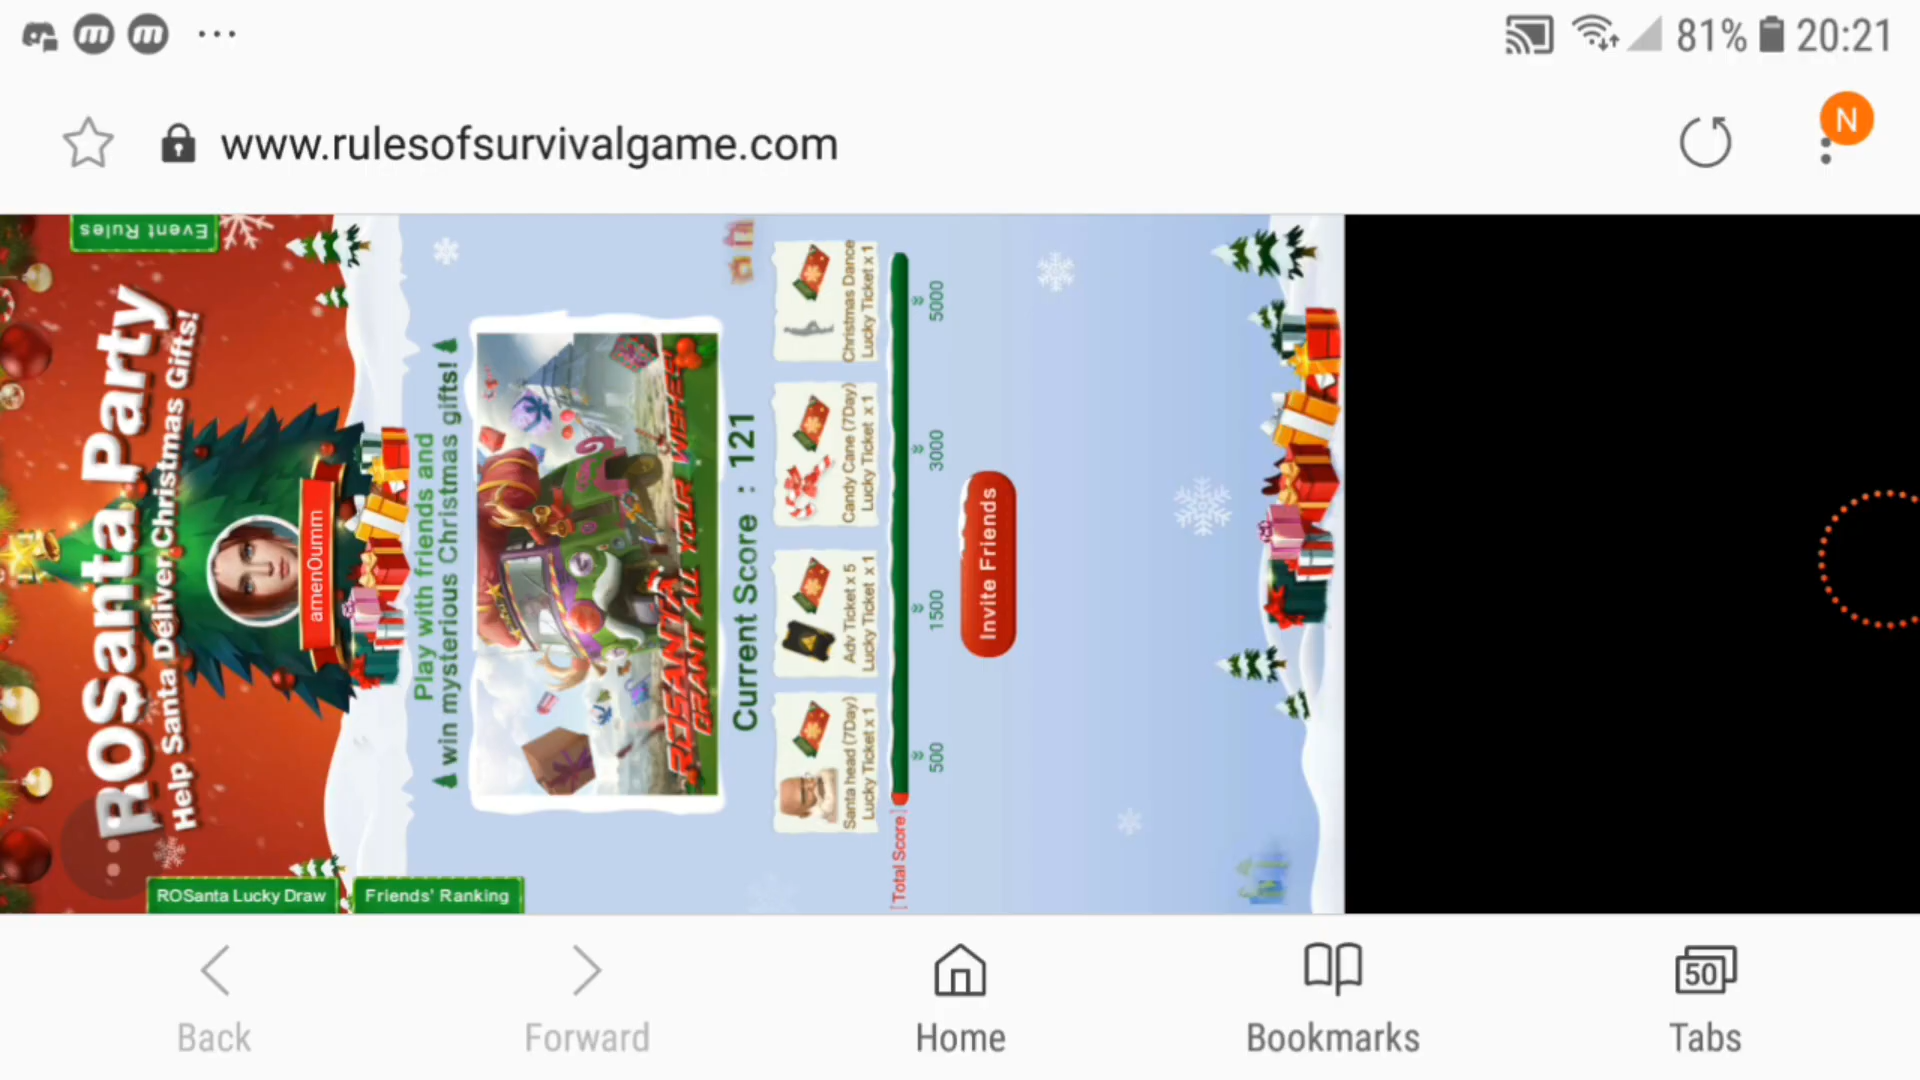 81% 20:21
www.rulesofsurvivalgame.com
N
Event Rules
ROSanta Party
Help Santa Deliver Christmas Gifts!
amen0umm
Play with friends and
win mysterious Christmas gifts!
ROSANTA
GRANT ALL YOUR WISHES
Current Score : 121
Santa head (7Day)
Lucky Ticket x 1
Adv Ticket x 5
Lucky Ticket x 1
Candy Cane (7Day)
Lucky Ticket x 1
Christmas Dance
Lucky Ticket x 1
[Total Score]
500
1500
3000
5000
Invite Friends
ROSanta Lucky Draw
Friends' Ranking
Back
Forward
Home
Bookmarks
50
Tabs